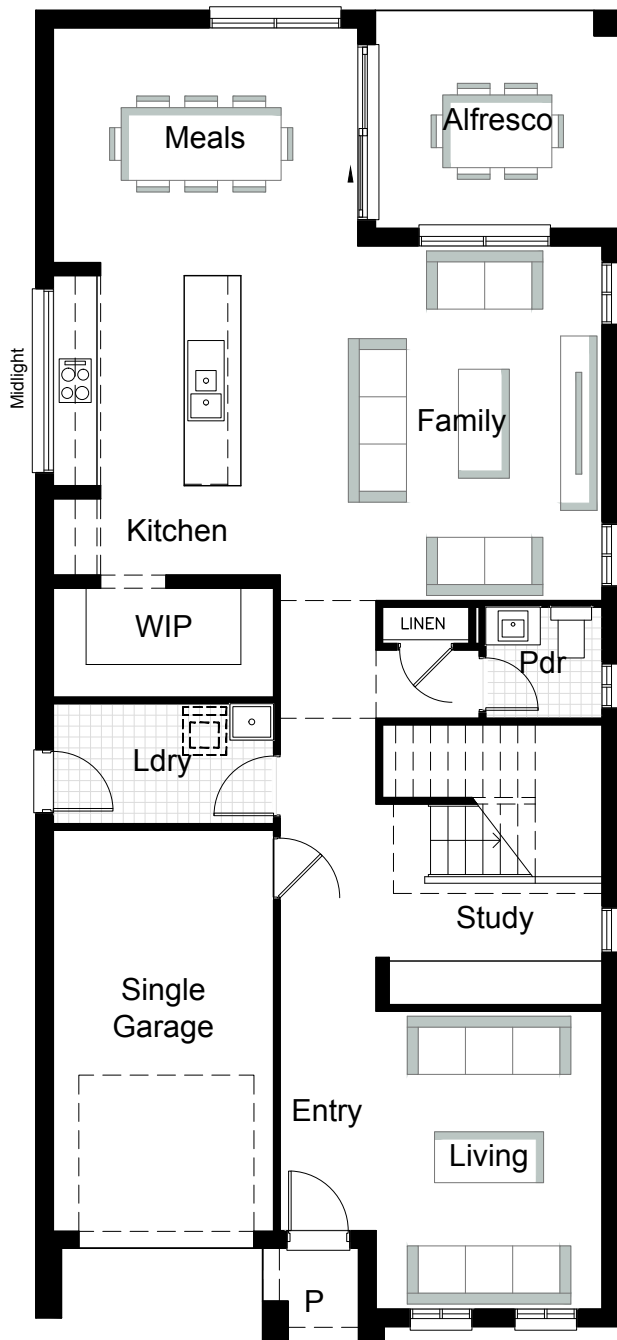 Meals
Alfresco
Midlight
Family
Kitchen
WIP
LINEN
Pdr
Ldry
Study
Single
Garage
Entry
Living
P